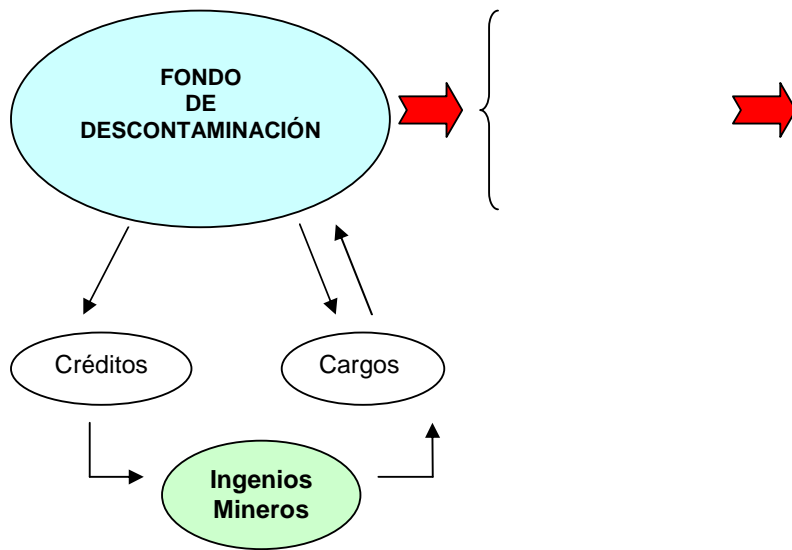 FONDO
DE
DESCONTAMINACIÓN
Créditos
Cargos
Ingenios
Mineros